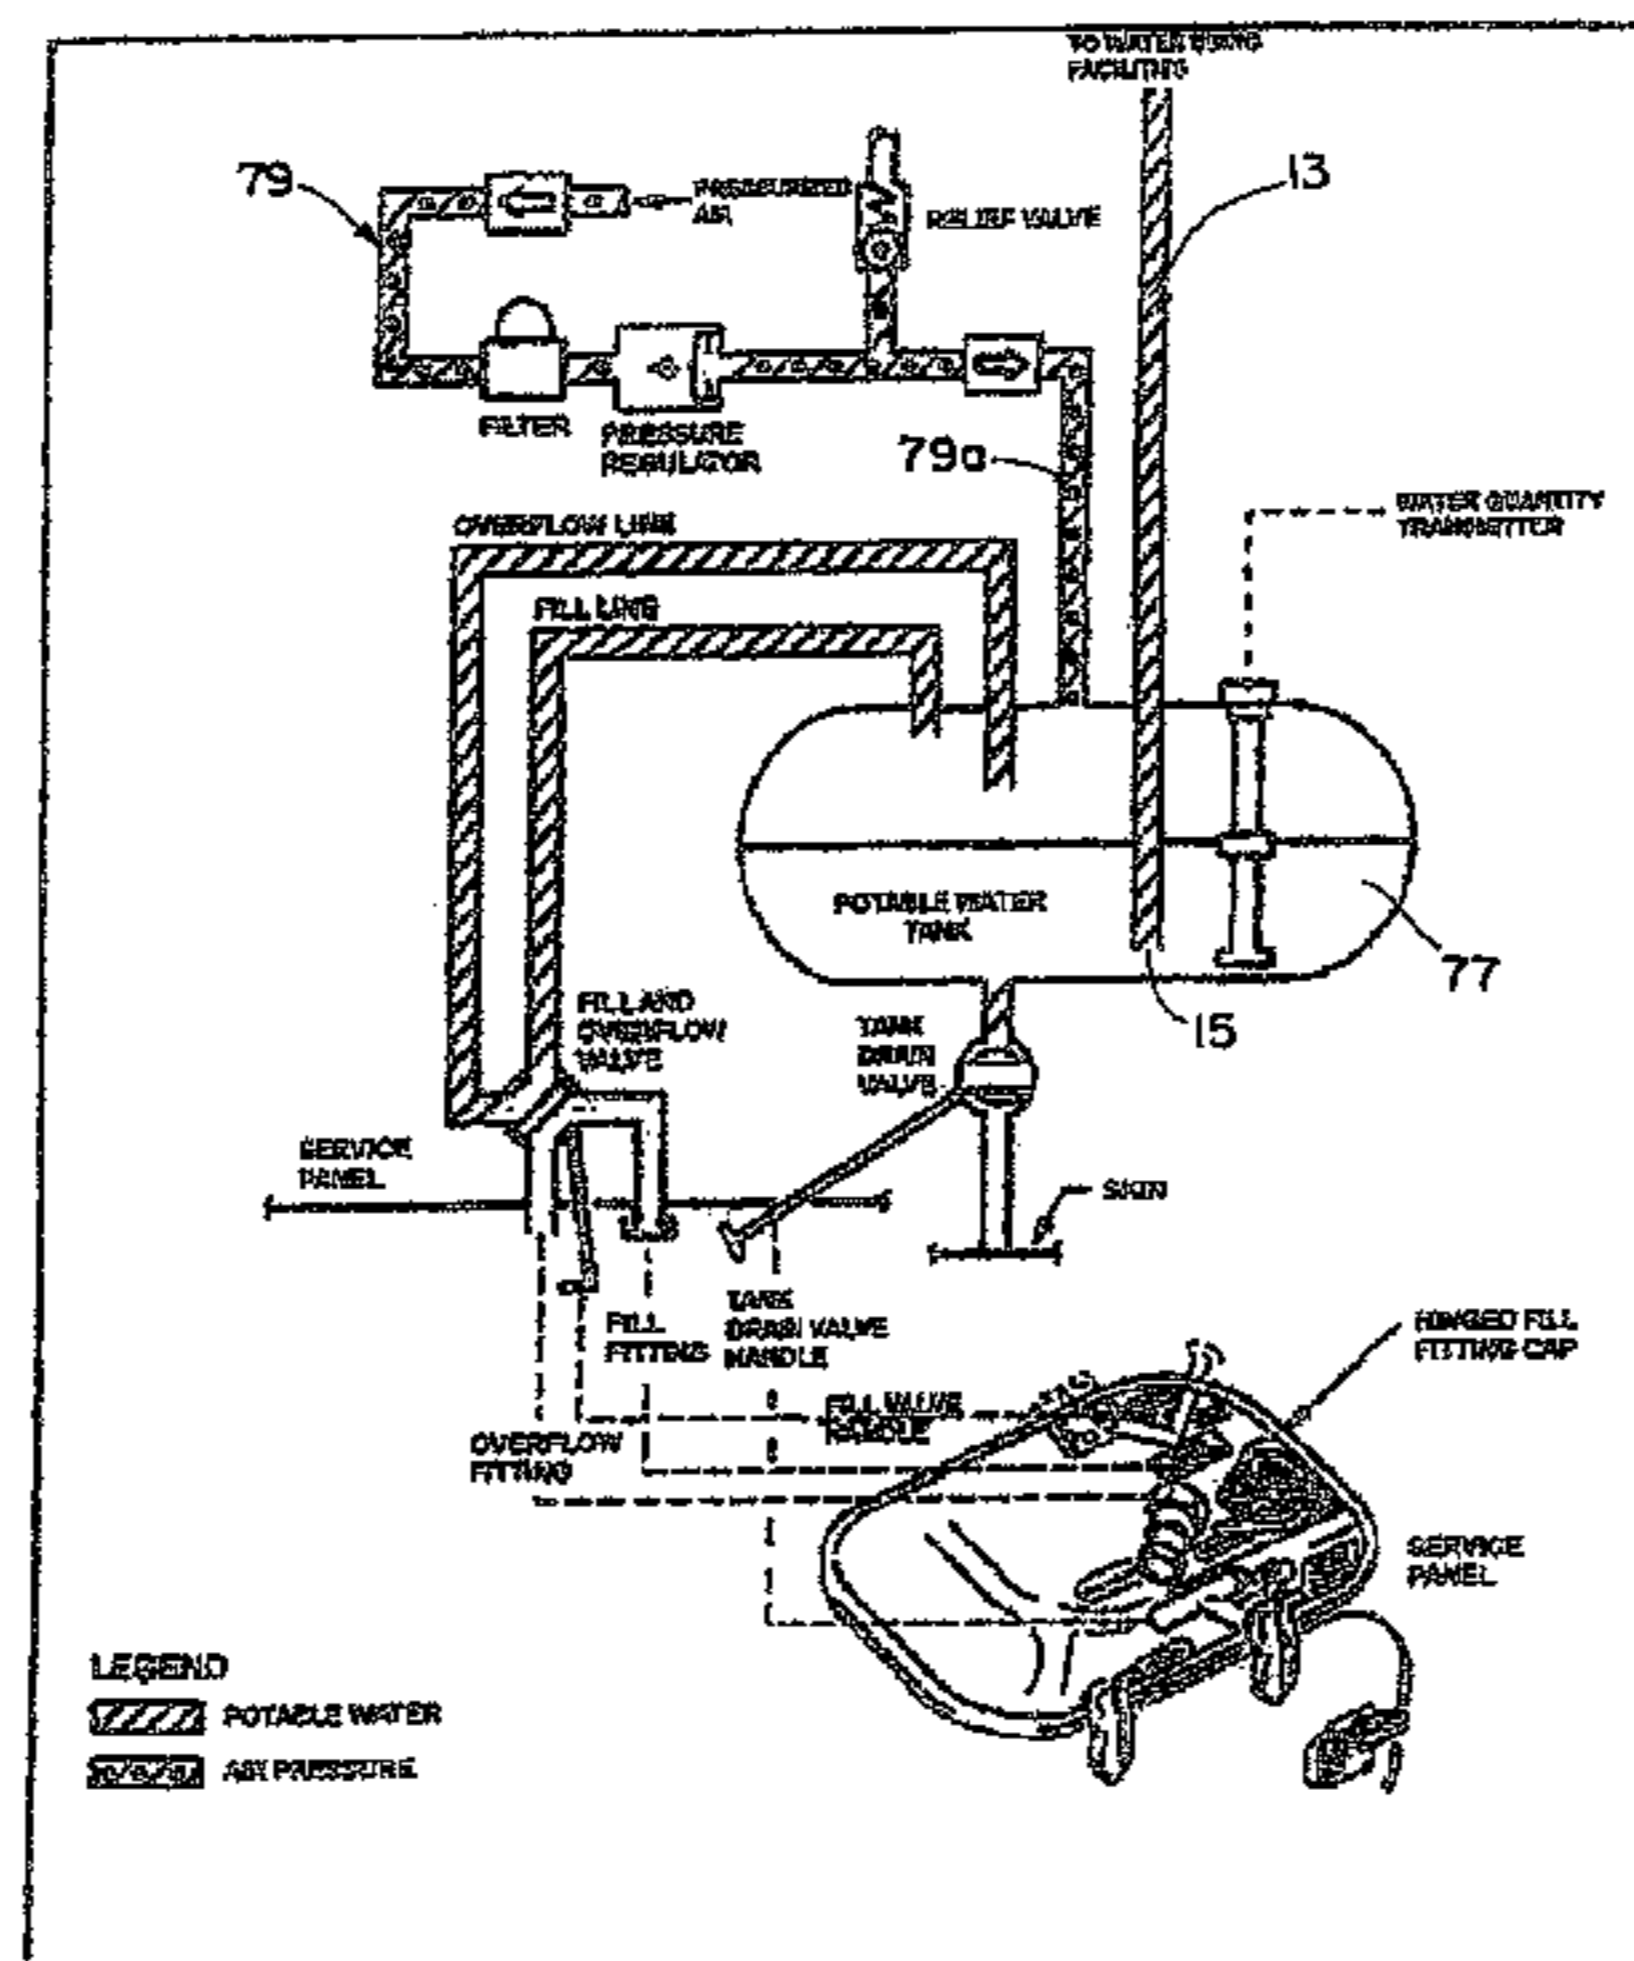 TO WATER USING
FACILITIES
13
79
PRESSURIZED
AIR
RELIEF VALVE
FILTER
PRESSURE
REGULATOR
79a
WATER QUANTITY
TRANSMITTER
OVERFLOW LINE
FILL LINE
POTABLE WATER
TANK
77
15
FILL AND
OVERFLOW
VALVE
TANK
DRAIN
VALVE
SERVICE
PANEL
SKIN
FILL
FITTING
TANK
DRAIN VALVE
HANDLE
HINGED FILL
FITTING CAP
FILL VALVE
HANDLE
OVERFLOW
FITTING
SERVICE
PANEL
LEGEND
POTABLE WATER
AIR PRESSURE